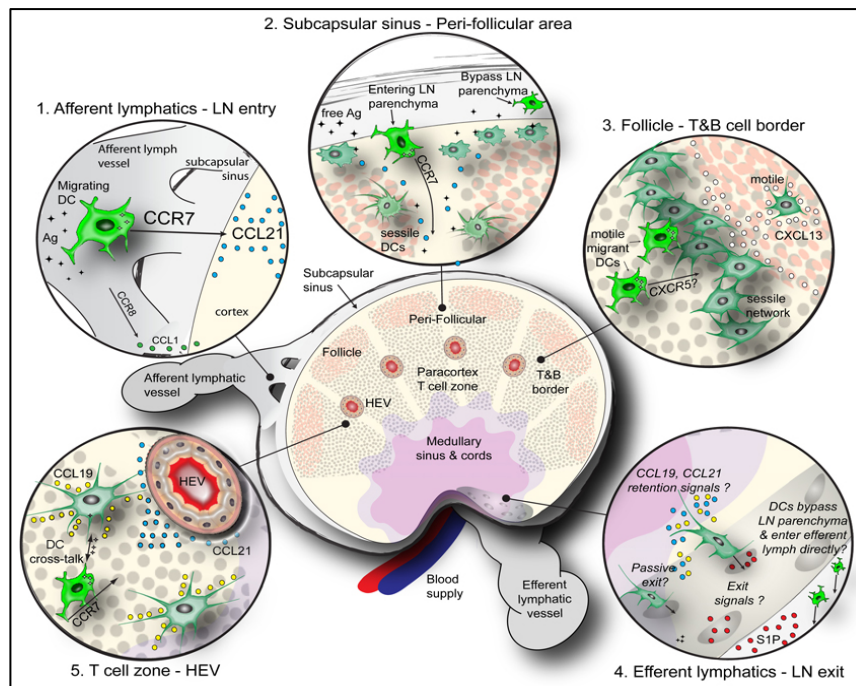 2. Subcapsular sinus - Peri-follicular area
Entering LN
parenchyma
Bypass LN
parenchyma
free Ag
CCR7
sessile
DCs
1. Afferent lymphatics - LN entry
Afferent lymph
vessel
subcapsular
sinus
Migrating
DC
CCR7
CCL21
Ag
CCR8
CCL1
cortex
3. Follicle - T&B cell border
motile
CXCL13
motile
migrant
DCs
CXCR5?
sessile
network
Subcapsular
sinus
Peri-Follicular
Follicle
Paracortex
T cell zone
T&B
border
HEV
Afferent lymphatic
vessel
Medullary
sinus & cords
Blood
supply
Efferent
lymphatic
vessel
CCL19
HEV
CCL21
DC
cross-talk
CCR7
5. T cell zone - HEV
CCL19, CCL21
retention signals ?
DCs bypass
LN parenchyma
& enter efferent
lymph directly?
Passive
exit?
Exit
signals ?
S1P
4. Efferent lymphatics - LN exit